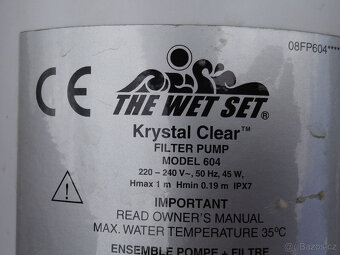 08FP604****
CE
THE WET SET®
Krystal Clear™
FILTER PUMP
MODEL 604
220 – 240 V~, 50 Hz, 45 W,
Hmax 1 m Hmin 0.19 m IPX7
IMPORTANT
READ OWNER'S MANUAL
MAX. WATER TEMPERATURE 35°C
ENSEMBLE POMPE + FILTRE